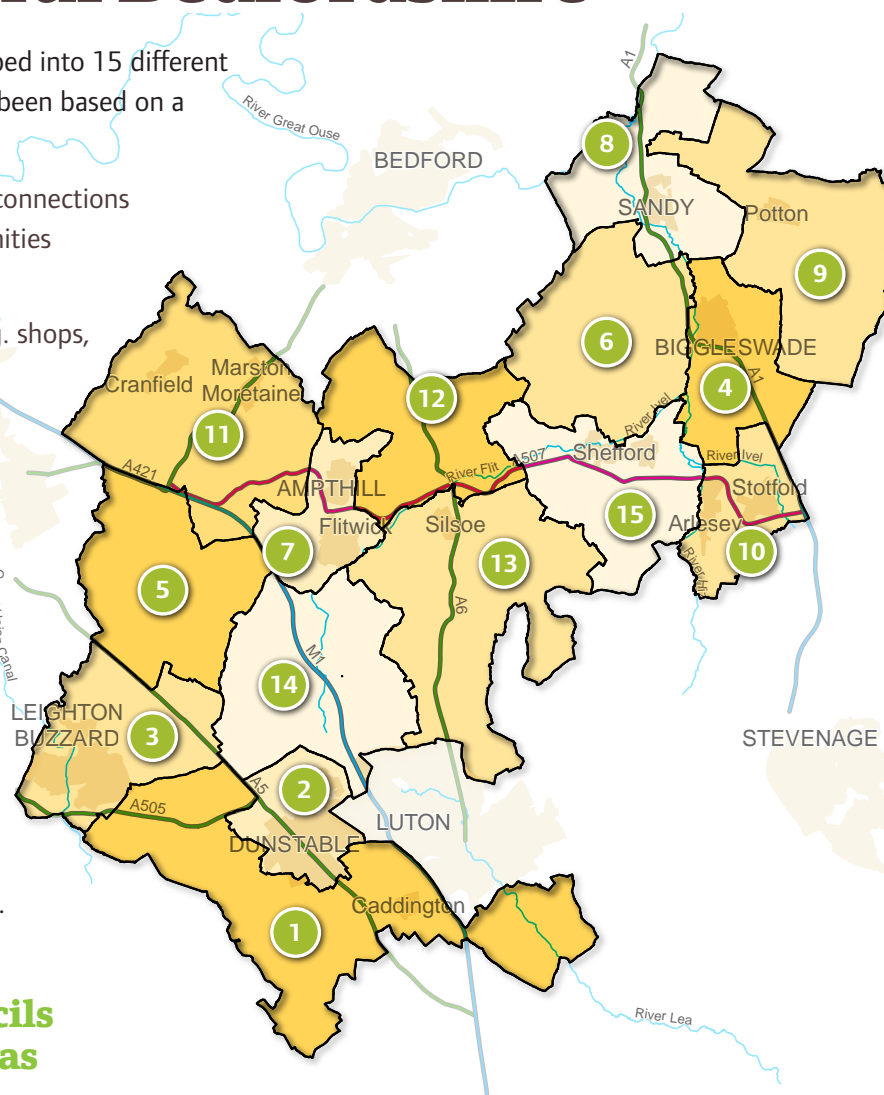 ped into 15 different
been based on a
connections
nities
g. shops,
cils
as
A1
River Great Ouse
BEDFORD
8
SANDY
Potton
9
6
BIGGLESWADE
4
A1
Cranfield
Marston
Moretaine
12
11
River Ivel
A507
Shefford
River Ivel
A421
River Flit
AMPTHILL
Stotfold
Flitwick
Silsoe
15
Arlesey
7
13
10
River Hiz
5
A6
M1
14
LEIGHTON
BUZZARD
3
STEVENAGE
A5
2
A505
LUTON
DUNSTABLE
Caddington
1
River Lea